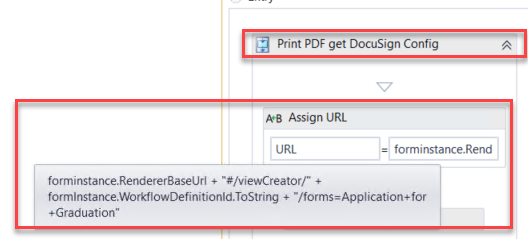 Print PDF get DocuSign Config
A+B Assign URL
URL = forminstance.Rend
forminstance.RendererBaseUrl + "#/viewCreator/" +
formInstance.WorkflowDefinitionId.ToString + "/forms=Application+for
+Graduation"